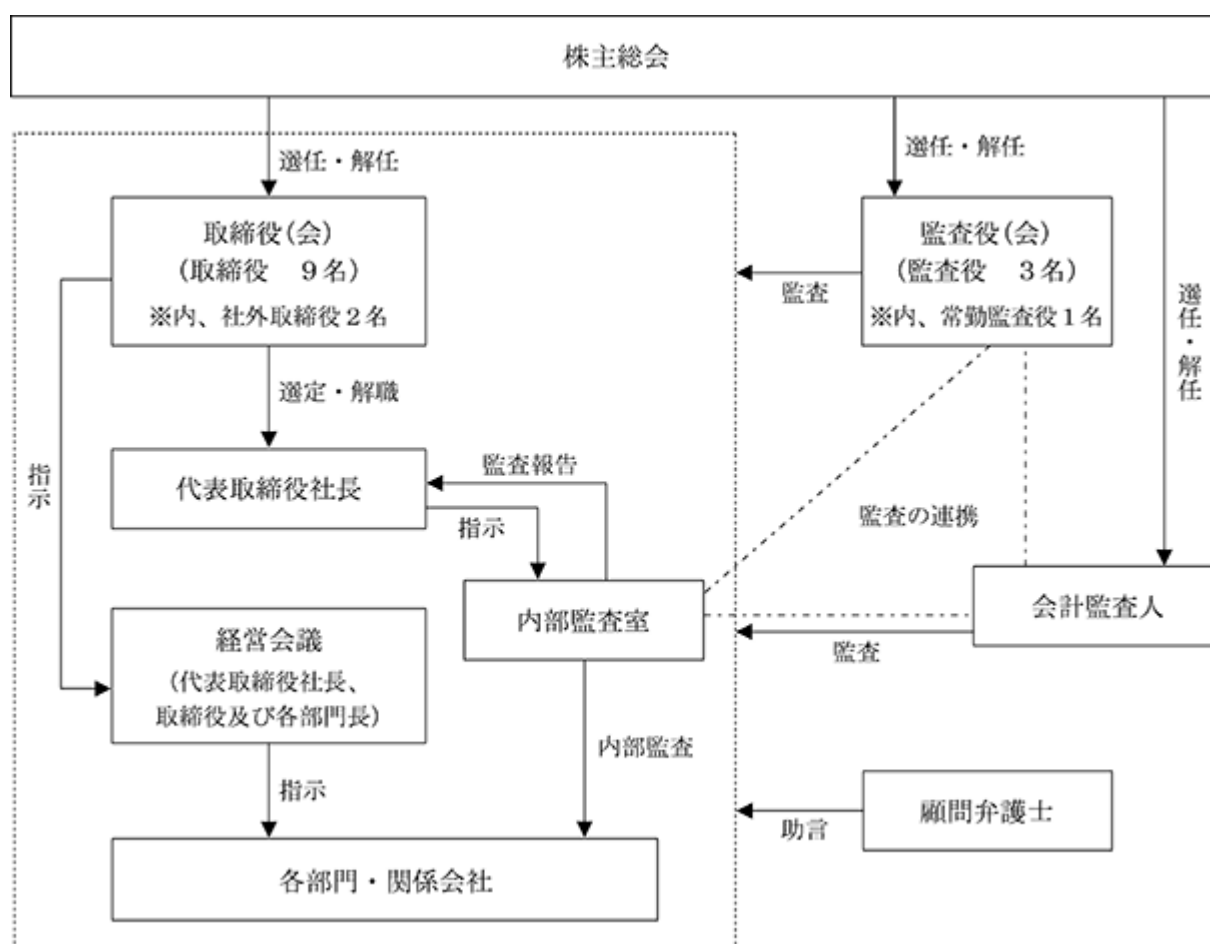 株主総会
選任・解任
選任・解任
選任・解任
取締役(会)
(取締役　9名)
※内、社外取締役2名
監査役(会)
(監査役　3名)
※内、常勤監査役1名
監査
選定・解職
指示
代表取締役社長
監査報告
指示
監査の連携
内部監査室
会計監査人
監査
経営会議
(代表取締役社長、
取締役及び各部門長)
内部監査
指示
顧問弁護士
助言
各部門・関係会社